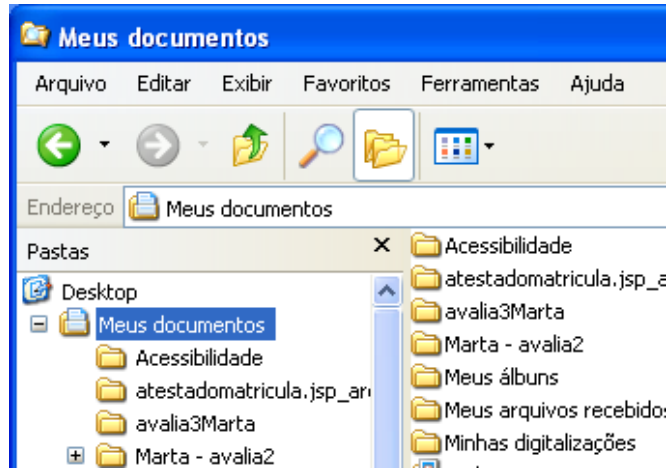 Meus documentos
Arquivo Editar Exibir Favoritos Ferramentas Ajuda
Endereço Meus documentos
Pastas
Desktop
Meus documentos
Acessibilidade
atestadomatricula.jsp_ar
avalia3Marta
Marta - avalia2
Acessibilidade
atestadomatricula.jsp_a
avalia3Marta
Marta - avalia2
Meus álbuns
Meus arquivos recebidos
Minhas digitalizações